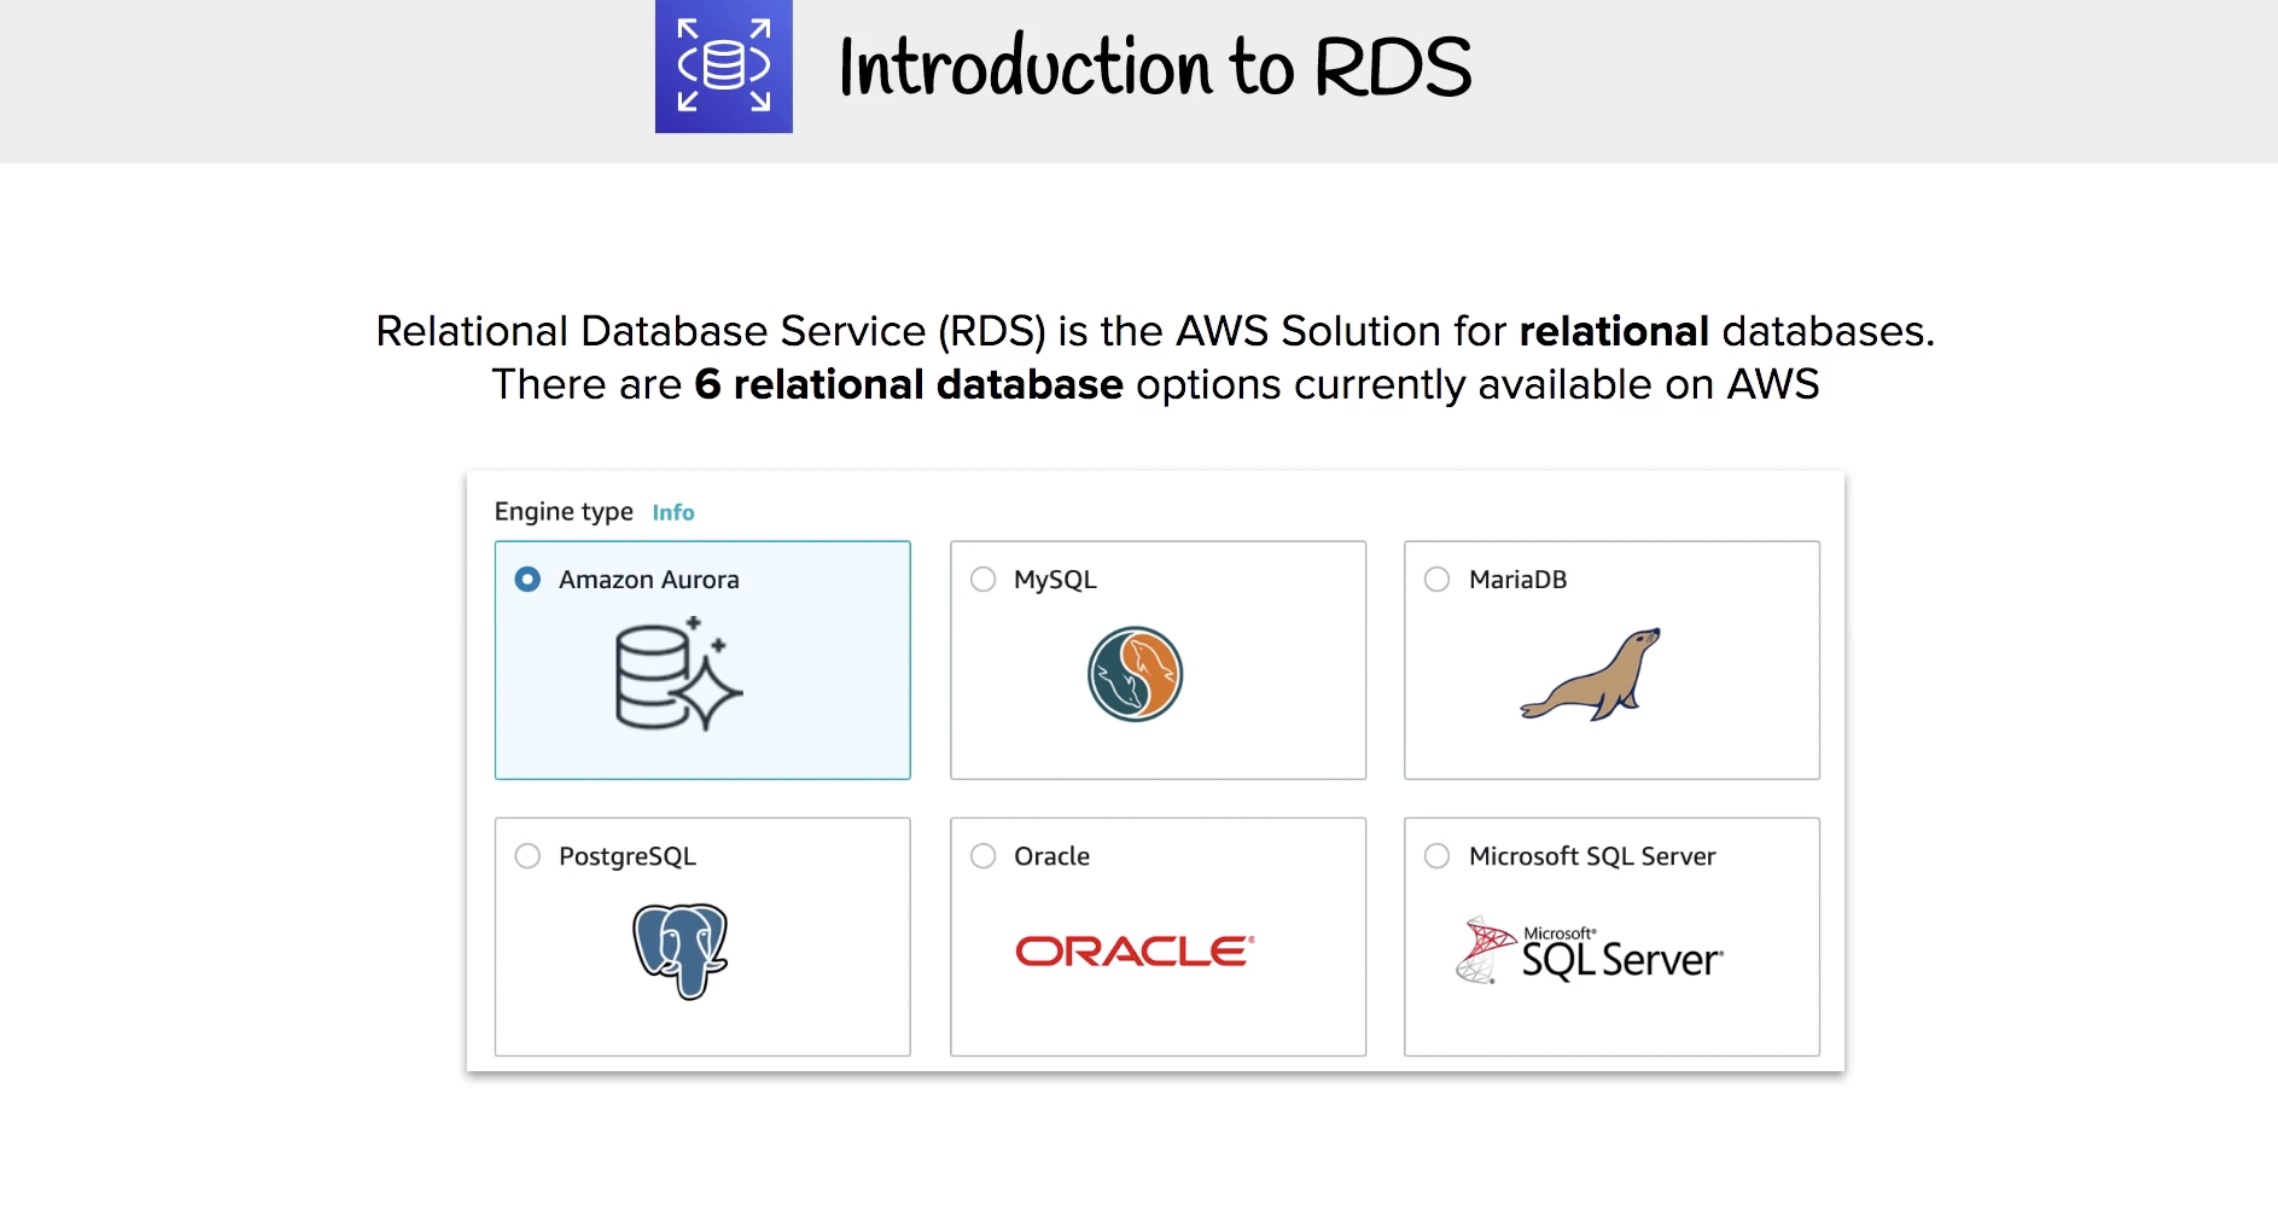 Introduction to RDS
Relational Database Service (RDS) is the AWS Solution for relational databases.
There are 6 relational database options currently available on AWS
Engine type Info
Amazon Aurora
MySQL
MariaDB
PostgreSQL
Oracle
ORACLE®
Microsoft SQL Server
Microsoft®
SQL Server®